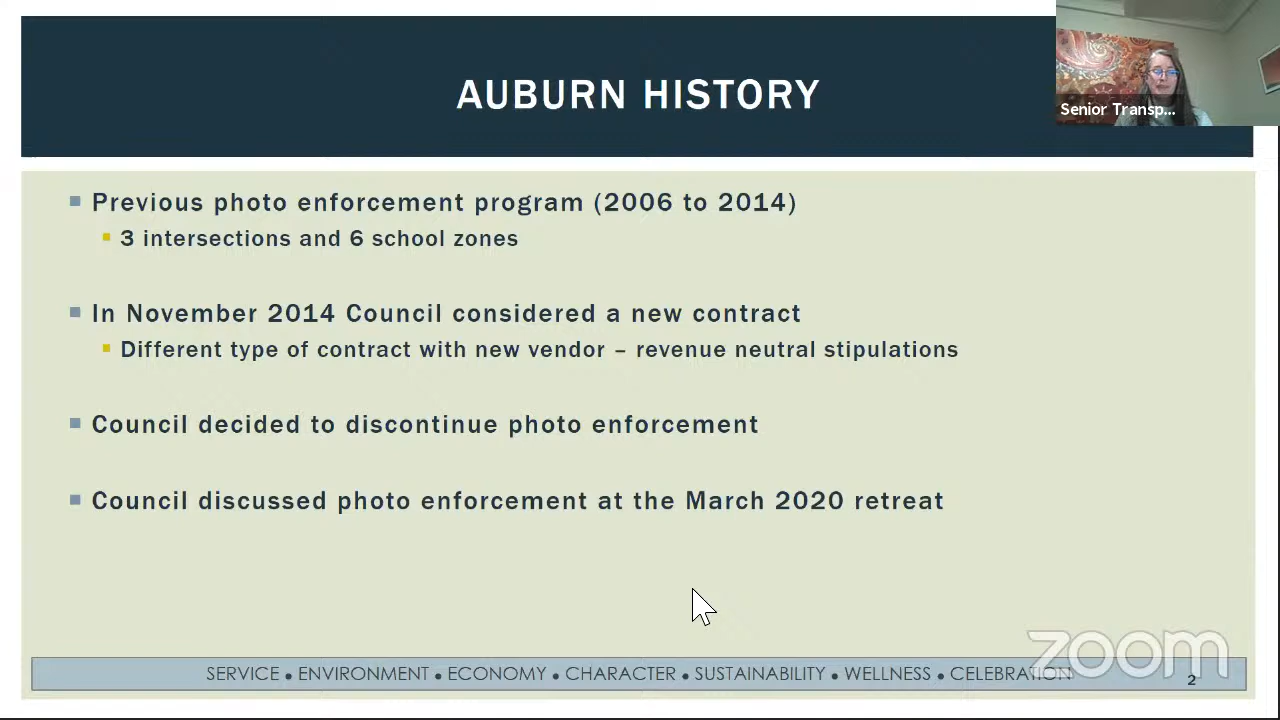 AUBURN HISTORY
Senior Transp...
Previous photo enforcement program (2006 to 2014)
3 intersections and 6 school zones
In November 2014 Council considered a new contract
Different type of contract with new vendor – revenue neutral stipulations
Council decided to discontinue photo enforcement
Council discussed photo enforcement at the March 2020 retreat
zoom
SERVICE • ENVIRONMENT • ECONOMY • CHARACTER • SUSTAINABILITY • WELLNESS • CELEBRATION
2